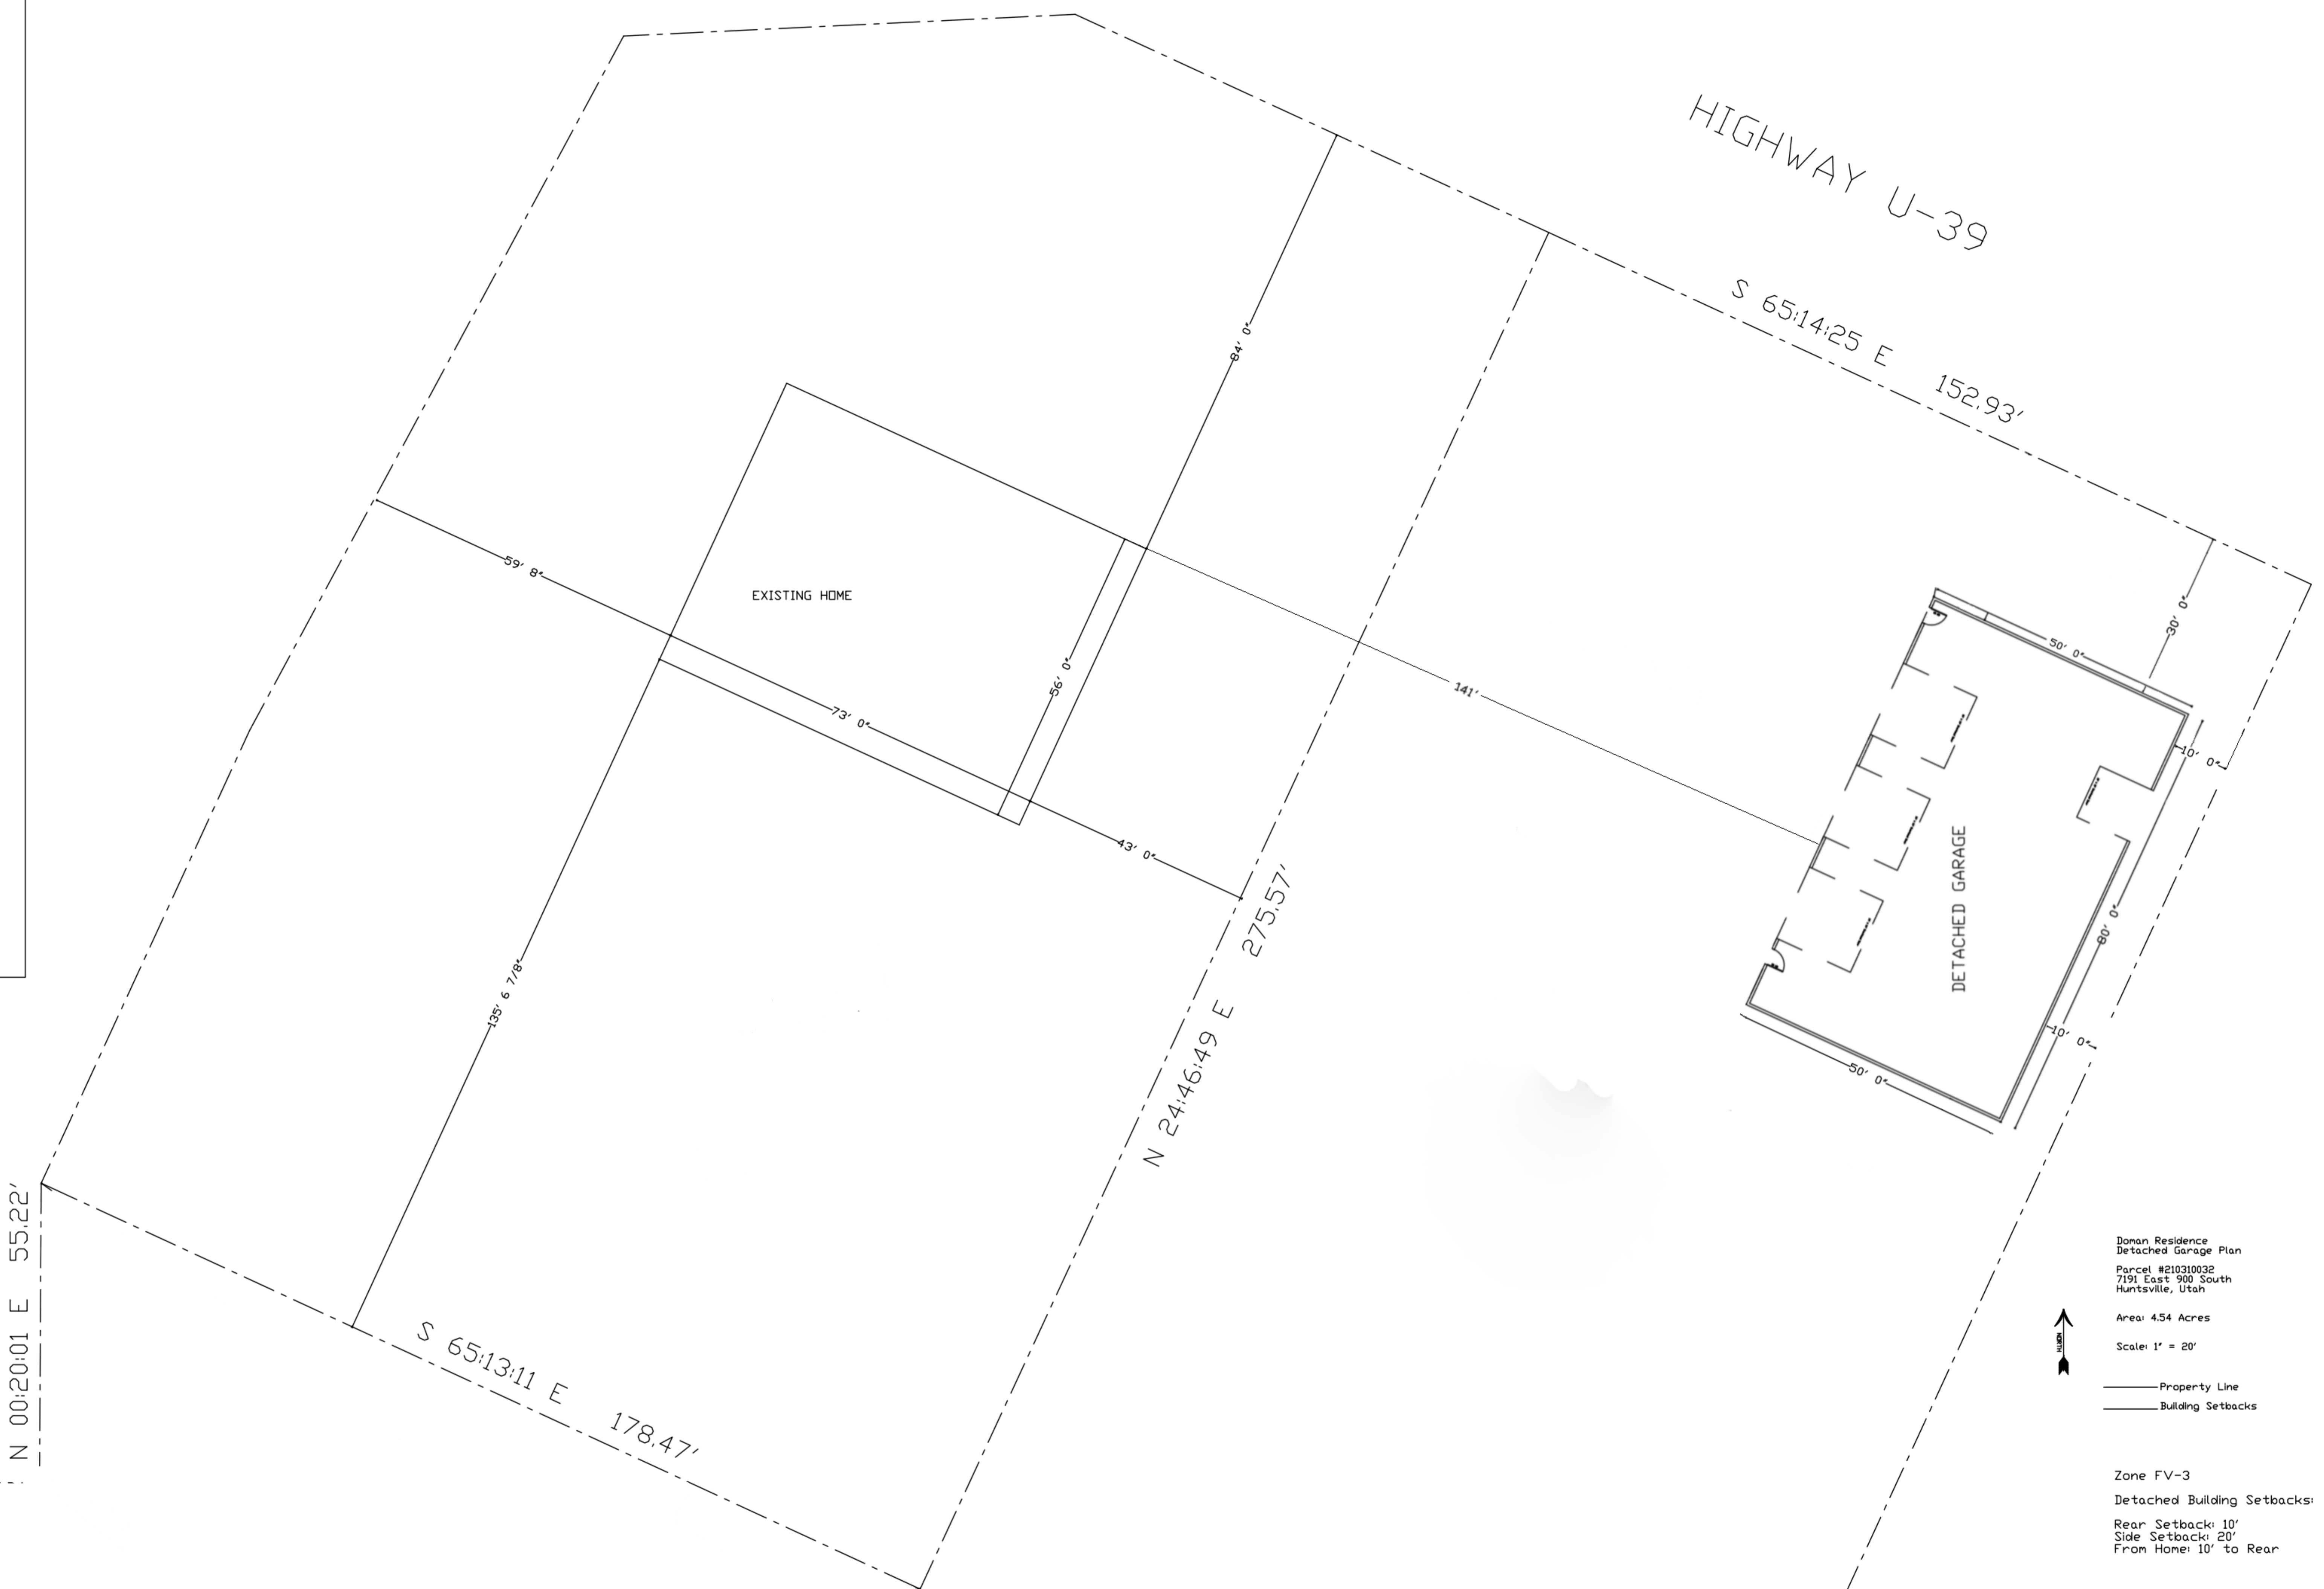 HIGHWAY U-39
S 65:14:25 E 152.93'
84' 0"
59' 8"
EXISTING HOME
73' 0"
56' 0"
43' 0"
141'
30' 0"
50' 0"
10' 0"
DETACHED GARAGE
80' 0"
10' 0"
50' 0"
135' 6 7/8"
N 24:46:49 E 275.57'
N 00:20:01 E 55.22'
S 65:13:11 E 178.47'
Doman Residence
Detached Garage Plan
Parcel #210310032
7191 East 900 South
Huntsville, Utah
Area: 4.54 Acres
NORTH
Scale: 1" = 20'
Property Line
Building Setbacks
Zone FV-3
Detached Building Setbacks:
Rear Setback: 10'
Side Setback: 20'
From Home: 10' to Rear